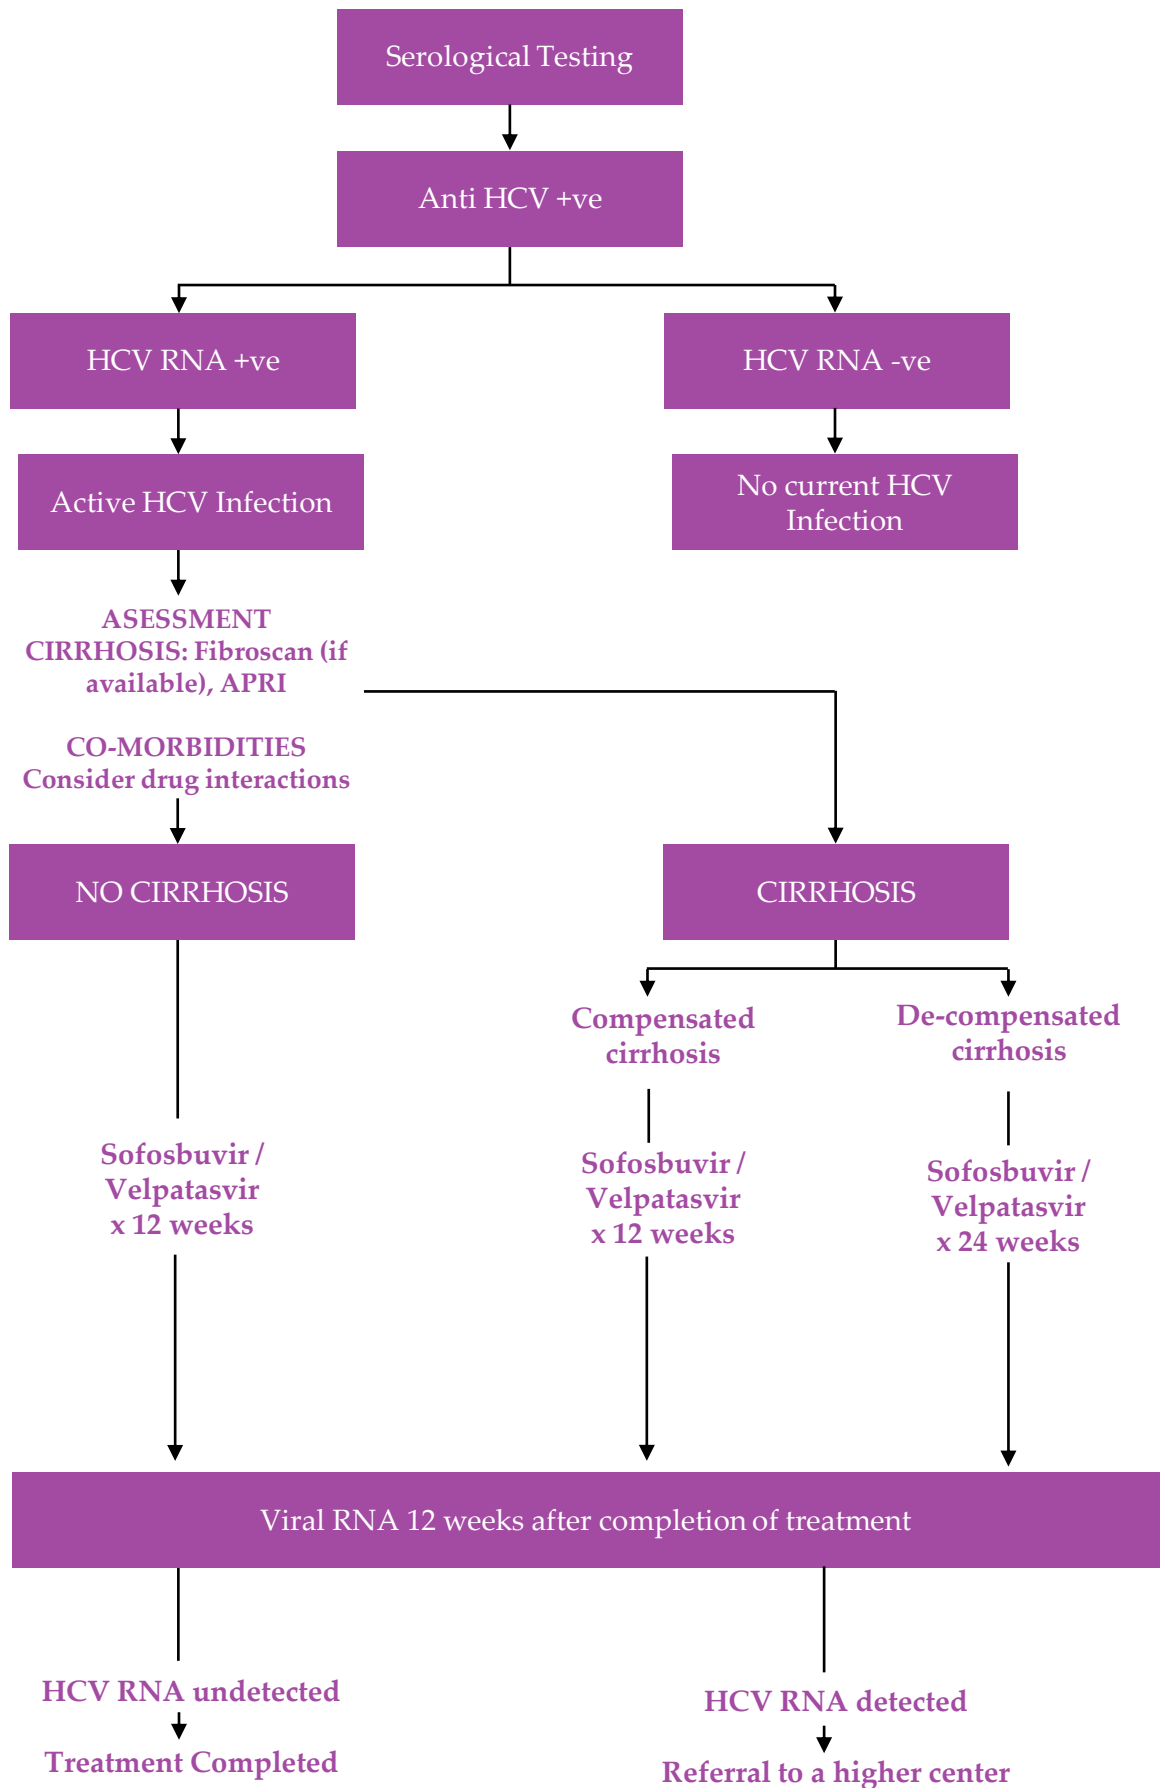 Serological Testing
Anti HCV +ve
HCV RNA +ve
HCV RNA -ve
Active HCV Infection
No current HCV
Infection
ASESSMENT
CIRRHOSIS: Fibroscan (if
available), APRI
CO-MORBIDITIES
Consider drug interactions
NO CIRRHOSIS
CIRRHOSIS
Compensated
cirrhosis
De-compensated
cirrhosis
Sofosbuvir /
Velpatasvir
x 12 weeks
Sofosbuvir /
Velpatasvir
x 12 weeks
Sofosbuvir /
Velpatasvir
x 24 weeks
Viral RNA 12 weeks after completion of treatment
HCV RNA undetected
HCV RNA detected
Treatment Completed
Referral to a higher center